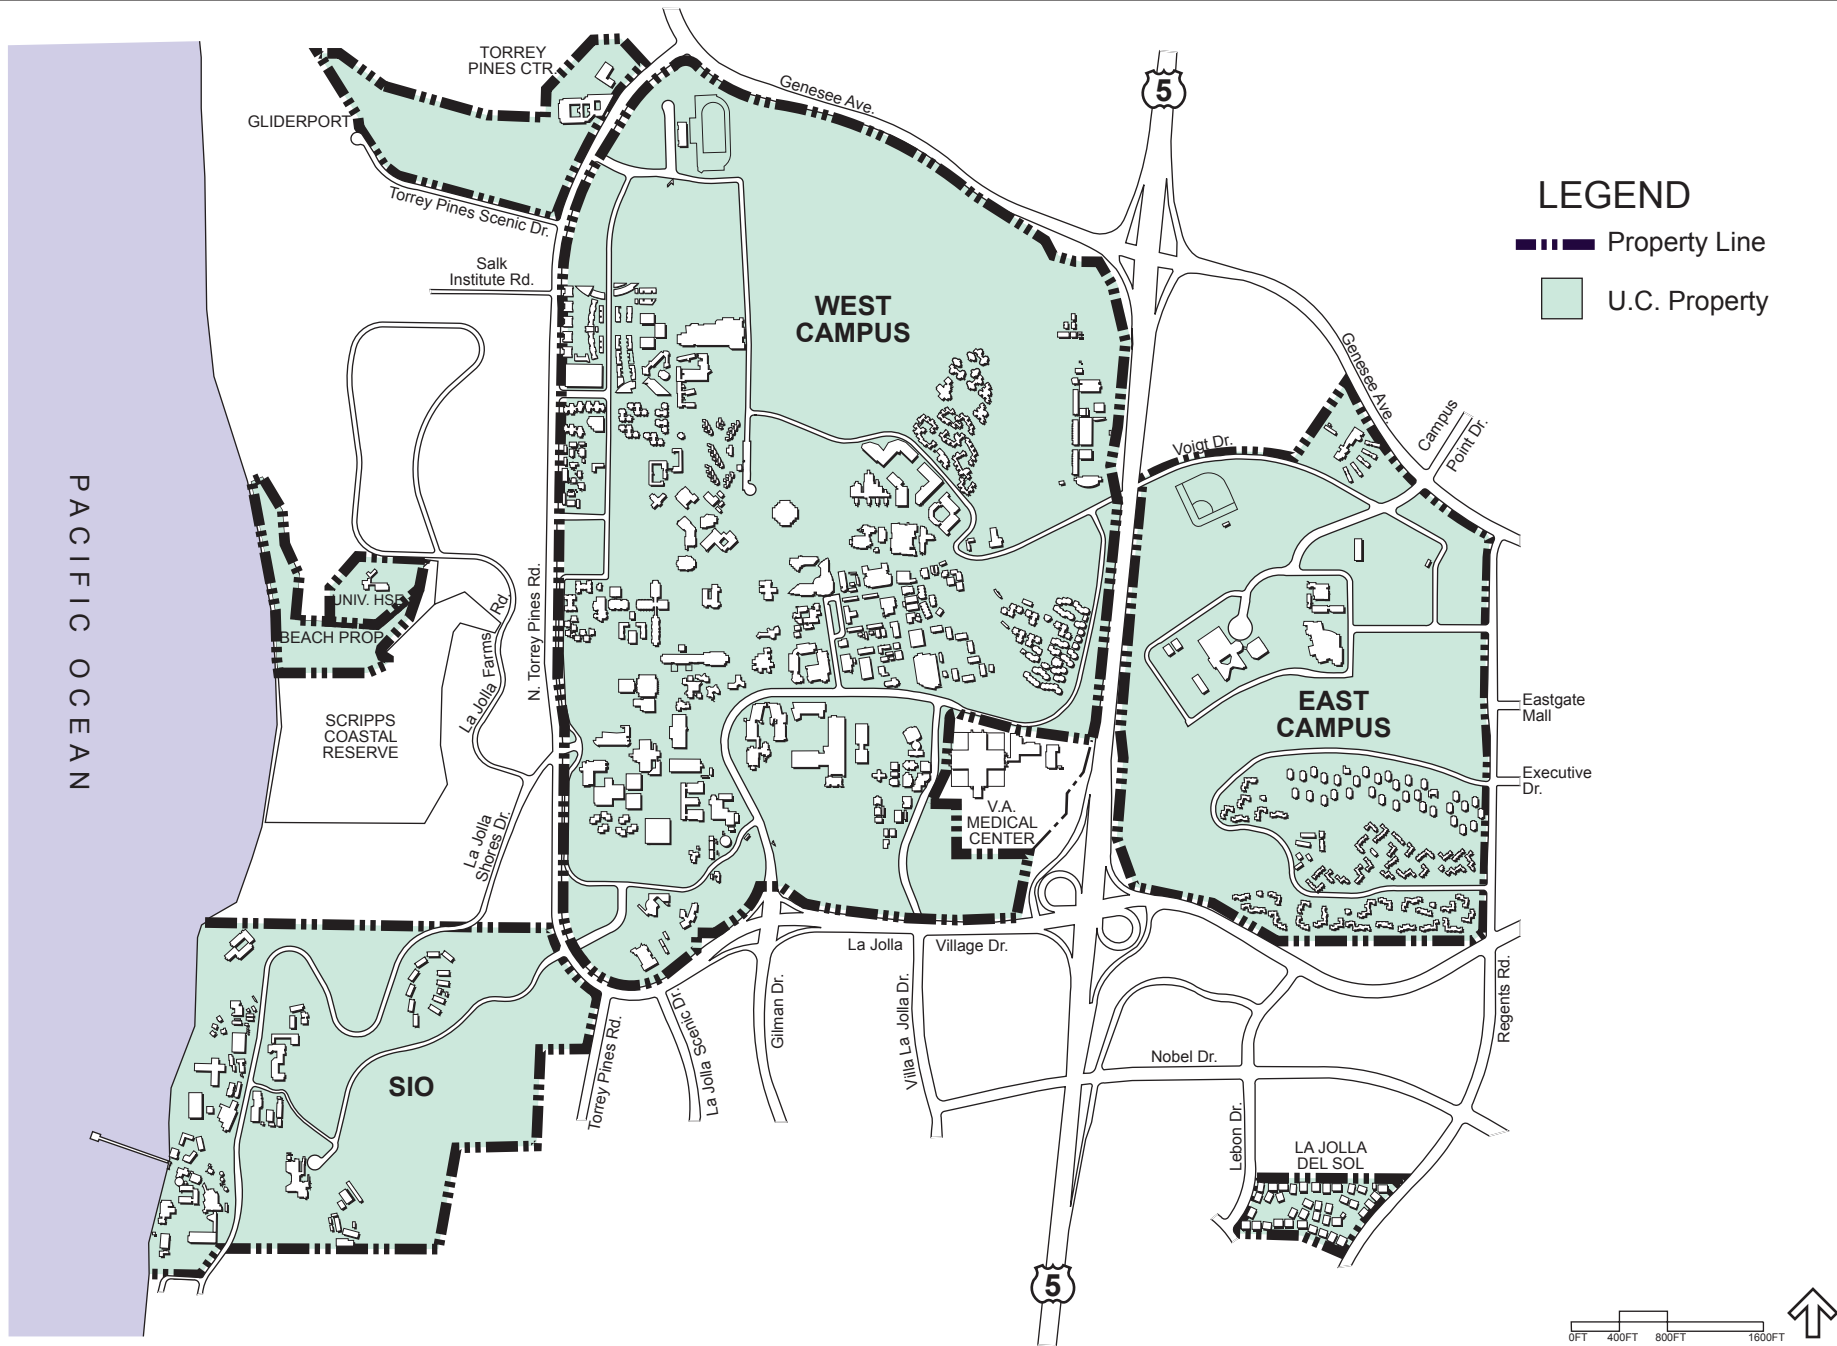 TORREY
PINES CTR.
Genesee Ave.
5
GLIDERPORT
LEGEND
Property Line
U.C. Property
Torrey Pines Scenic Dr.
Salk
Institute Rd.
WEST
CAMPUS
Genesee Ave.
Campus
Point Dr.
Voigt Dr.
PACIFIC OCEAN
N. Torrey Pines Rd.
UNIV. HSE
BEACH PROP.
La Jolla Farms Rd.
SCRIPPS
COASTAL
RESERVE
EAST
CAMPUS
Eastgate
Mall
Executive
Dr.
V.A.
MEDICAL
CENTER
La Jolla
Shores Dr.
La Jolla Village Dr.
Gilman Dr.
Villa La Jolla Dr.
Regents Rd.
Torrey Pines Rd.
La Jolla Scenic Dr.
Nobel Dr.
SIO
Lebon Dr.
LA JOLLA
DEL SOL
5
0FT 400FT 800FT 1600FT